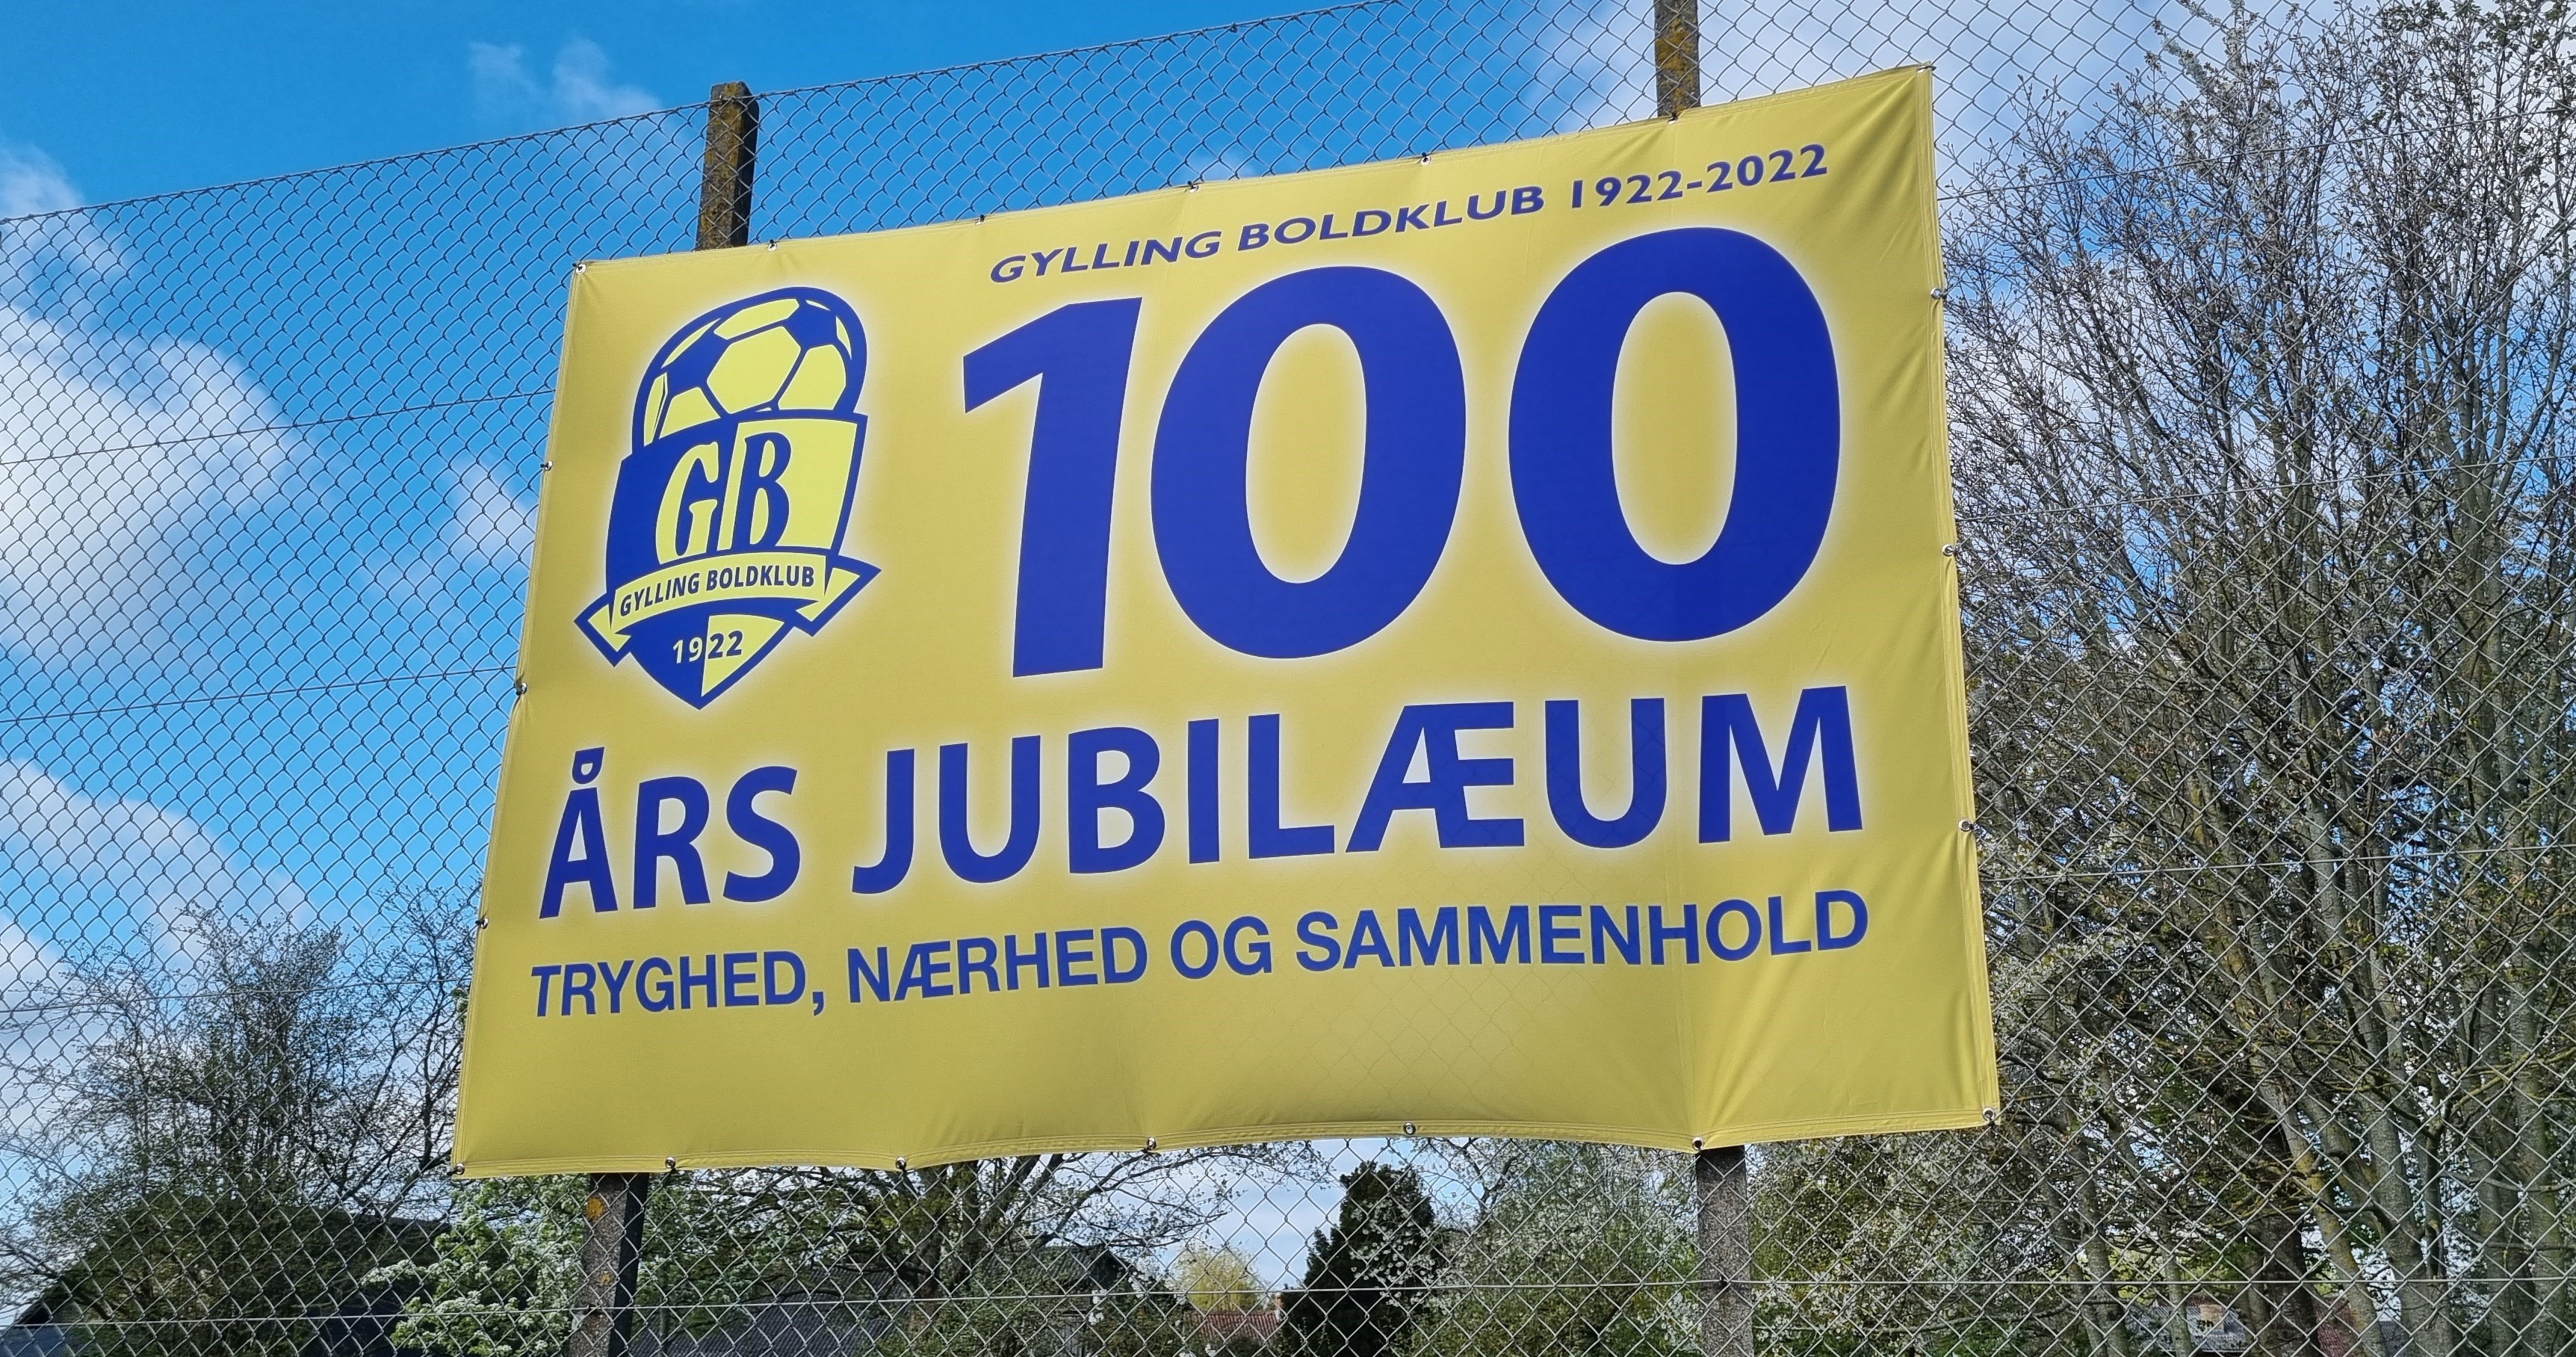 GYLLING BOLDKLUB 1922-2022
100
GB
GYLLING BOLDKLUB
1922
ÅRS JUBILÆUM
TRYGHED, NÆRHED OG SAMMENHOLD